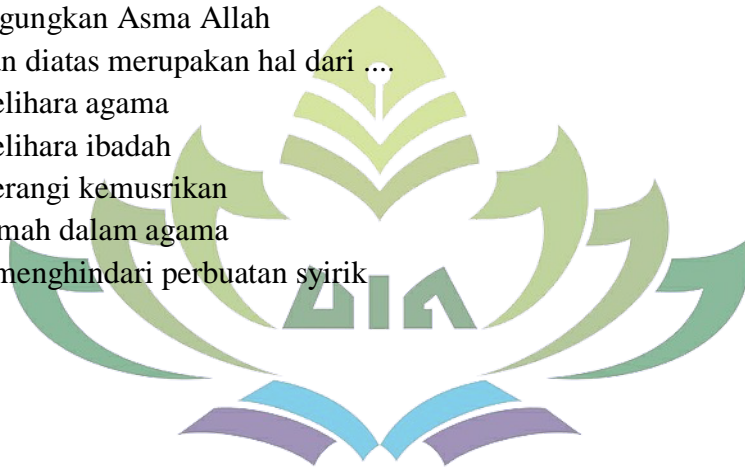 gungkan Asma Allah
n diatas merupakan hal dari ....
elihara agama
elihara ibadah
erangi kemusrikan
mah dalam agama
menghindari perbuatan syirik